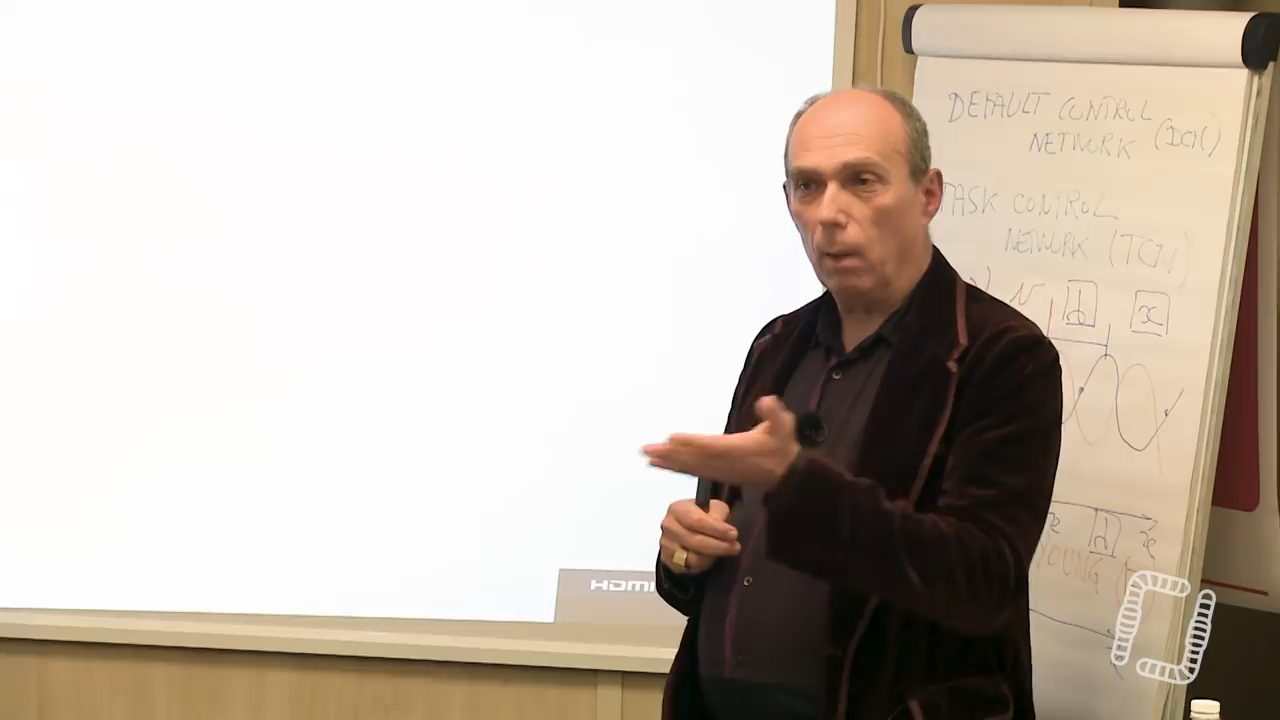 DEFAULT CONTROL
NETWORK (DCN)
TASK CONTROL
NETWORK (TCN)
d x
YOUNG
HDMI